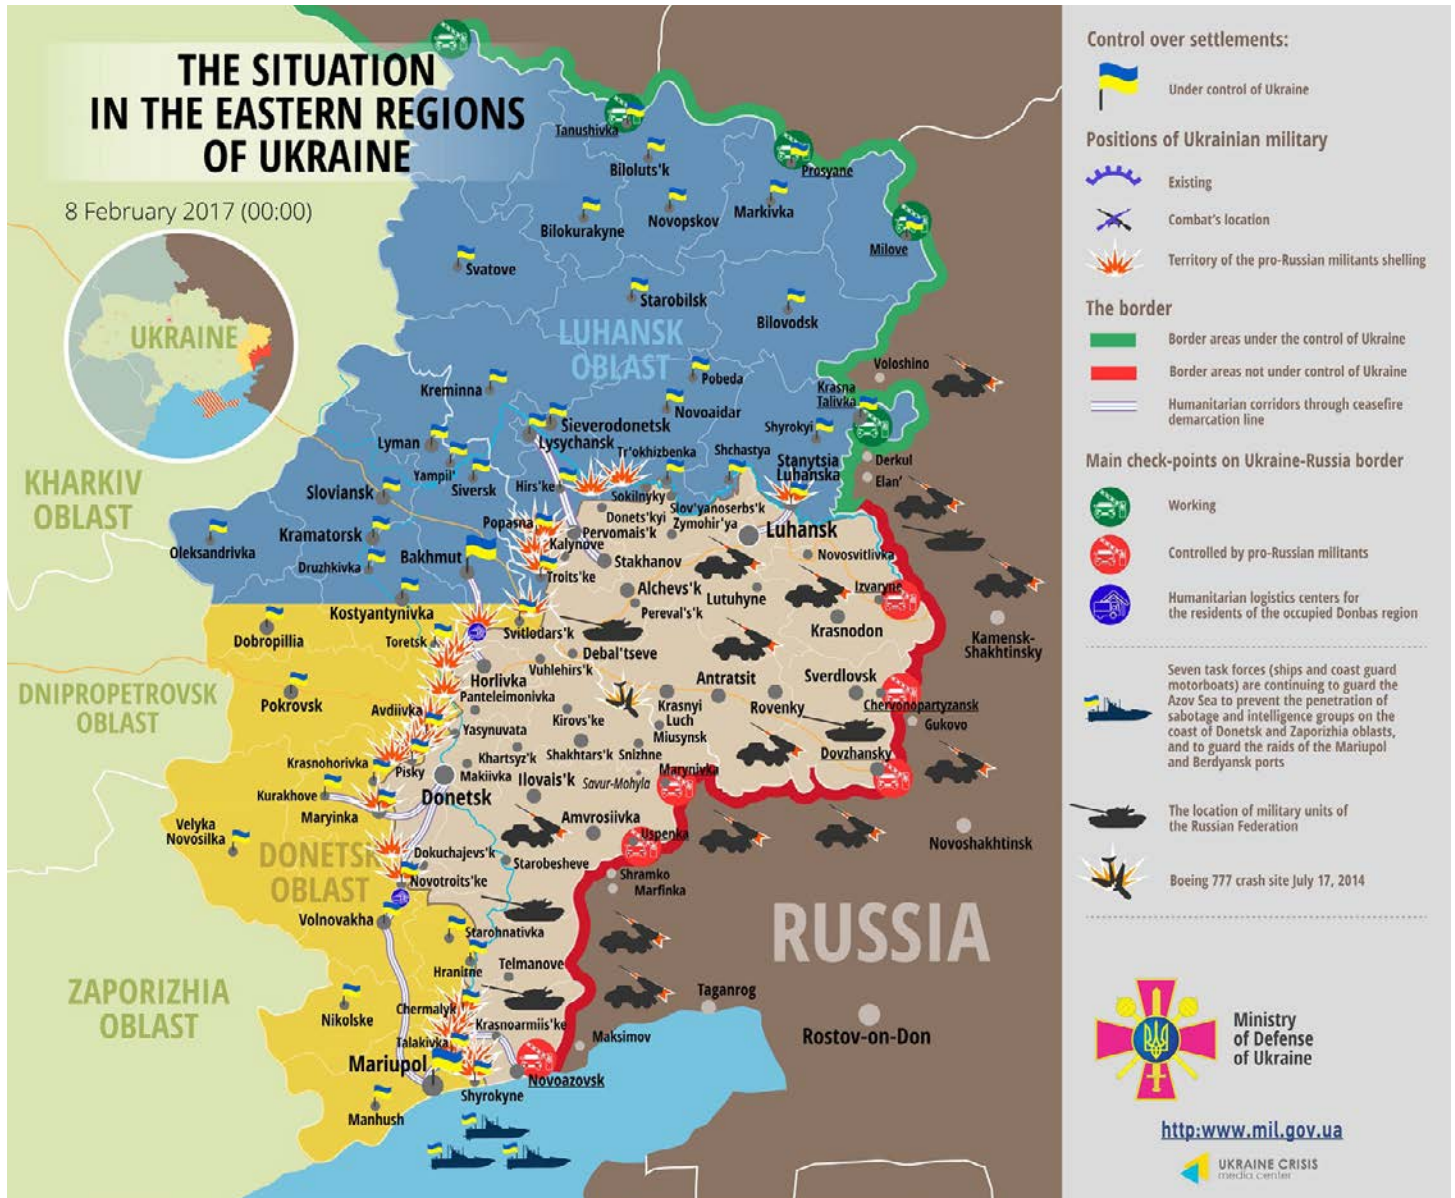 THE SITUATION
IN THE EASTERN REGIONS
OF UKRAINE
8 February 2017 (00:00)
UKRAINE
KHARKIV
OBLAST
DNIPROPETROVSK
OBLAST
ZAPORIZHIA
OBLAST
LUHANSK
OBLAST
DONETSK
OBLAST
RUSSIA
Tanushivka
Biloluts'k
Prosyane
Bilokurakyne
Novopskov
Markivka
Milove
Svatove
Starobilsk
Bilovodsk
Voloshino
Kreminna
Pobeda
Krasna
Talivka
Novoaidar
Sieverodonetsk
Lysychansk
Shyrokyi
Lyman
Tr'okhizbenka
Shchastya
Stanytsia
Luhanska
Derkul
Elan'
Yampil'
Siversk
Hirs'ke
Sloviansk
Sokilnyky
Slov'yanoserbs'k
Donets'kyi
Zymohir'ya
Popasna
Pervomais'k
Luhansk
Oleksandrivka
Kramatorsk
Kalynove
Bakhmut
Stakhanov
Novosvitlivka
Druzhkivka
Troits'ke
Alchevs'k
Lutuhyne
Izvaryne
Kostyantynivka
Pereval's'k
Krasnodon
Dobropillia
Toretsk
Svitlodars'k
Debal'tseve
Kamensk-
Shakhtinsky
Vuhlehirs'k
Horlivka
Antratsit
Sverdlovsk
Pokrovsk
Panteleimonivka
Avdiivka
Kirovs'ke
Krasnyi
Luch
Rovenky
Chervonopartyzansk
Gukovo
Yasynuvata
Miusynsk
Krasnohorivka
Pisky
Khartsyz'k
Shakhtars'k
Snizhne
Dovzhansky
Makiivka
Ilovais'k
Savur-Mohyla
Marynivka
Kurakhove
Donetsk
Maryinka
Amvrosiivka
Velyka
Novosilka
Uspenka
Novoshakhtinsk
Dokuchajevs'k
Starobesheve
Novotroits'ke
Shramko
Marfinka
Volnovakha
Starohnativka
Hranitne
Telmanove
Taganrog
Nikolske
Chermalyk
Krasnoarmiis'ke
Talakivka
Maksimov
Rostov-on-Don
Mariupol
Novoazovsk
Shyrokyne
Manhush
Control over settlements:
Under control of Ukraine
Positions of Ukrainian military
Existing
Combat's location
Territory of the pro-Russian militants shelling
The border
Border areas under the control of Ukraine
Border areas not under control of Ukraine
Humanitarian corridors through ceasefire
demarcation line
Main check-points on Ukraine-Russia border
Working
Controlled by pro-Russian militants
Humanitarian logistics centers for
the residents of the occupied Donbas region
Seven task forces (ships and coast guard
motorboats) are continuing to guard the
Azov Sea to prevent the penetration of
sabotage and intelligence groups on the
coast of Donetsk and Zaporizhia oblasts,
and to guard the raids of the Mariupol
and Berdyansk ports
The location of military units of
the Russian Federation
Boeing 777 crash site July 17, 2014
Ministry
of Defense
of Ukraine
http:www.mil.gov.ua
UKRAINE CRISIS
media center